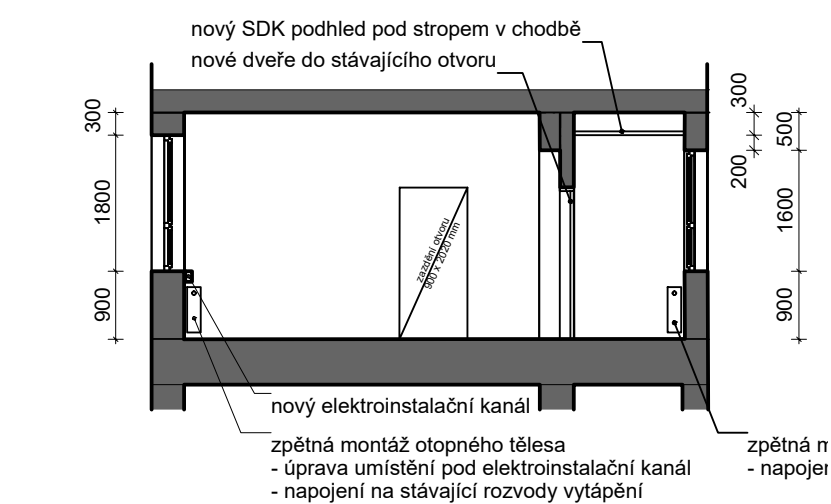 nový SDK podhled pod stropem v chodbě
nové dveře do stávajícího otvoru
300
1800
900
300
200
500
1600
900
zazdění otvoru
900 x 2020 mm
nový elektroinstalační kanál
zpětná montáž otopného tělesa
- úprava umístění pod elektroinstalační kanál
- napojení na stávající rozvody vytápění
zpětná m
- napojen